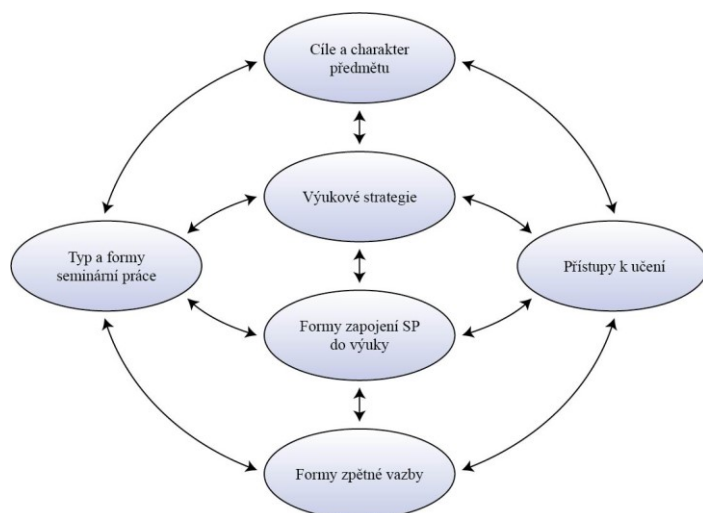 Cíle a charakter
předmětu
Výukové strategie
Typ a formy
seminární práce
Přístupy k učení
Formy zapojení SP
do výuky
Formy zpětné vazby